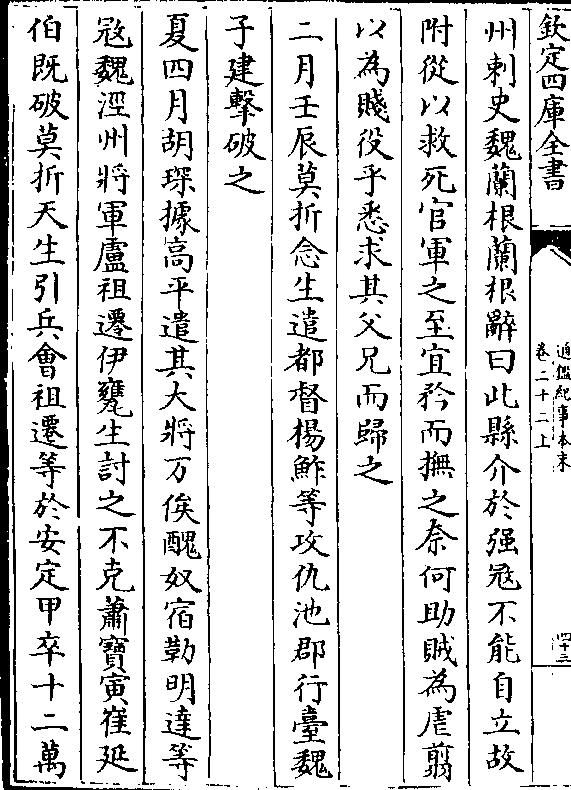 欽定四庫全書
通鑑紀事本末
卷二十二上
四十三
州刺史魏蘭根蘭根辭曰此縣介於强冦不能自立故
附從以救死官軍之至宜矜而撫之奈何助賊為虐翦
以為賤役乎悉求其父兄而歸之
二月壬辰莫折念生遣都督楊鮓等攻仇池郡行臺魏
子建擊破之
夏四月胡琛據高平遣其大將万俟醜奴宿勤明達等
冦魏涇州將軍盧祖遷伊甕生討之不克蕭寶寅崔延
伯既破莫折天生引兵會祖遷等於安定甲卒十二萬